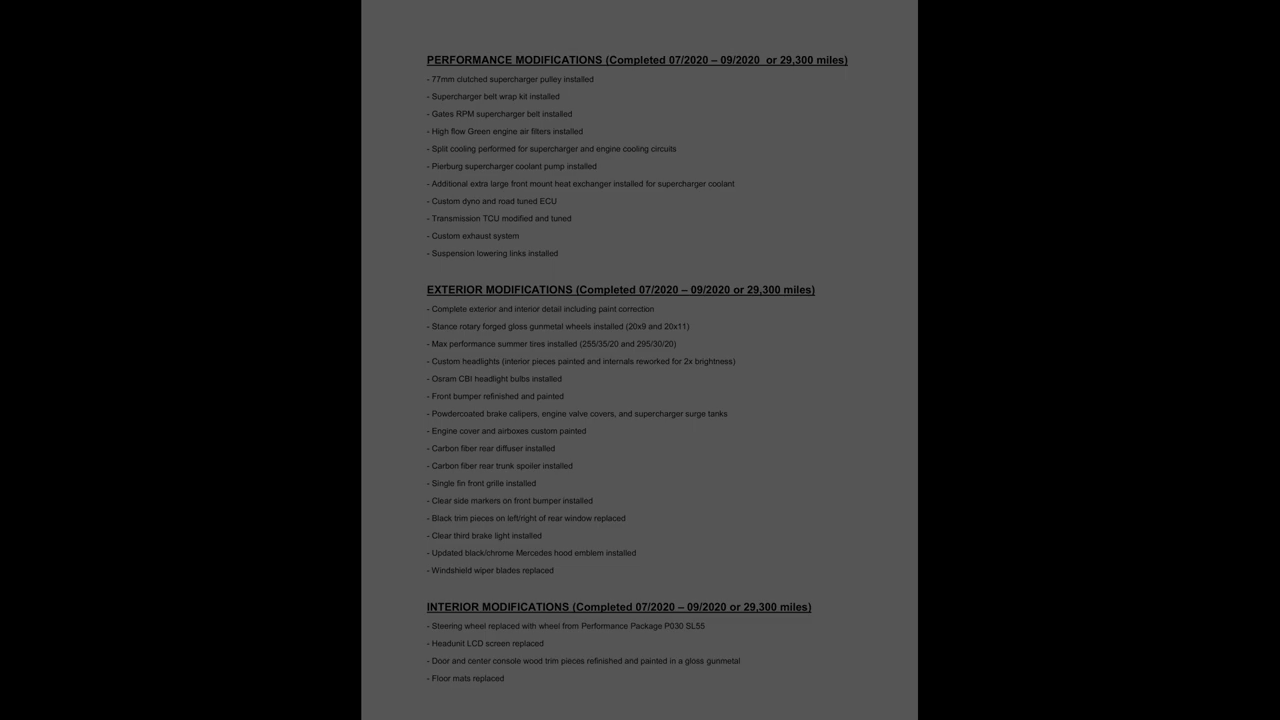 PERFORMANCE MODIFICATIONS (Completed 07/2020 – 09/2020  or 29,300 miles)
- 77mm clutched supercharger pulley installed
- Supercharger belt wrap kit installed
- Gates RPM supercharger belt installed
- High flow Green engine air filters installed
- Split cooling performed for supercharger and engine cooling circuits
- Pierburg supercharger coolant pump installed
- Additional extra large front mount heat exchanger installed for supercharger coolant
- Custom dyno and road tuned ECU
- Transmission TCU modified and tuned
- Custom exhaust system
- Suspension lowering links installed
EXTERIOR MODIFICATIONS (Completed 07/2020 – 09/2020 or 29,300 miles)
- Complete exterior and interior detail including paint correction
- Stance rotary forged gloss gunmetal wheels installed (20x9 and 20x11)
- Max performance summer tires installed (255/35/20 and 295/30/20)
- Custom headlights (interior pieces painted and internals reworked for 2x brightness)
- Osram CBI headlight bulbs installed
- Front bumper refinished and painted
- Powdercoated brake calipers, engine valve covers, and supercharger surge tanks
- Engine cover and airboxes custom painted
- Carbon fiber rear diffuser installed
- Carbon fiber rear trunk spoiler installed
- Single fin front grille installed
- Clear side markers on front bumper installed
- Black trim pieces on left/right of rear window replaced
- Clear third brake light installed
- Updated black/chrome Mercedes hood emblem installed
- Windshield wiper blades replaced
INTERIOR MODIFICATIONS (Completed 07/2020 – 09/2020 or 29,300 miles)
- Steering wheel replaced with wheel from Performance Package P030 SL55
- Headunit LCD screen replaced
- Door and center console wood trim pieces refinished and painted in a gloss gunmetal
- Floor mats replaced